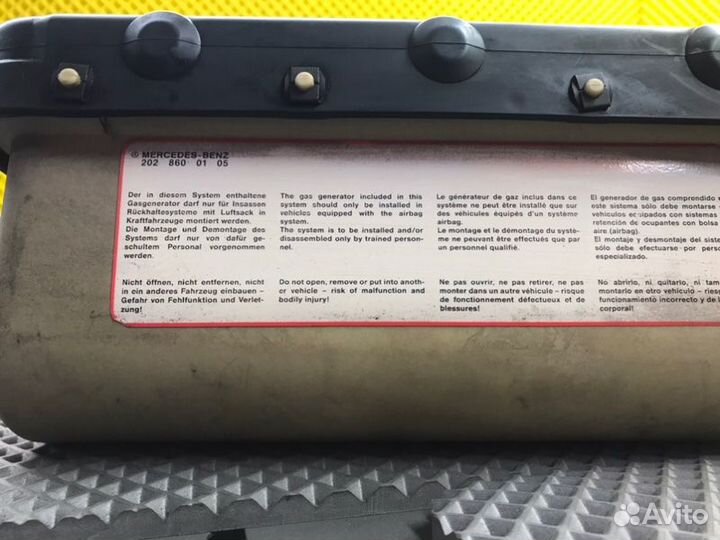 MERCEDES-BENZ
202 860 01 05
Der in diesem System enthaltene
Gasgenerator darf nur für Insassen
Rückhaltesysteme mit Luftsack in
Kraftfahrzeuge montiert werden.
Die Montage und Demontage des
Systems darf nur von dafür ge-
schultem Personal vorgenommen
werden.
Nicht öffnen, nicht entfernen, nicht
in ein anderes Fahrzeug einbauen –
Gefahr von Fehlfunktion und Verlet-
zung!
The gas generator included in this
system should only be installed in
vehicles equipped with the airbag
system.
The system is to be installed and/or
disassembled only by trained person-
nel.
Do not open, remove or put into anoth-
er vehicle – risk of malfunction and
bodily injury!
Le générateur de gaz inclus dans ce
système ne peut être installé que sur
des véhicules équipés d'un système
airbag.
Le montage et le démontage du systè-
me ne peuvent être effectués que par
un personnel qualifié.
Ne pas ouvrir, ne pas retirer, ne pas
monter dans un autre véhicule – risque
de fonctionnement défectueux et de
blessures!
El generador de gas comprendido
este sistema sólo debe montarse
vehículos equipados con sistemas
retención de ocupantes con bolsa
aire (airbag).
El montaje y desmontaje del
debe efectuarse por
especializado.
No abrirlo, ni quitarlo, ni
montarlo en otro vehículo –
funcionamiento incorrecto y de
corporal!
Avito